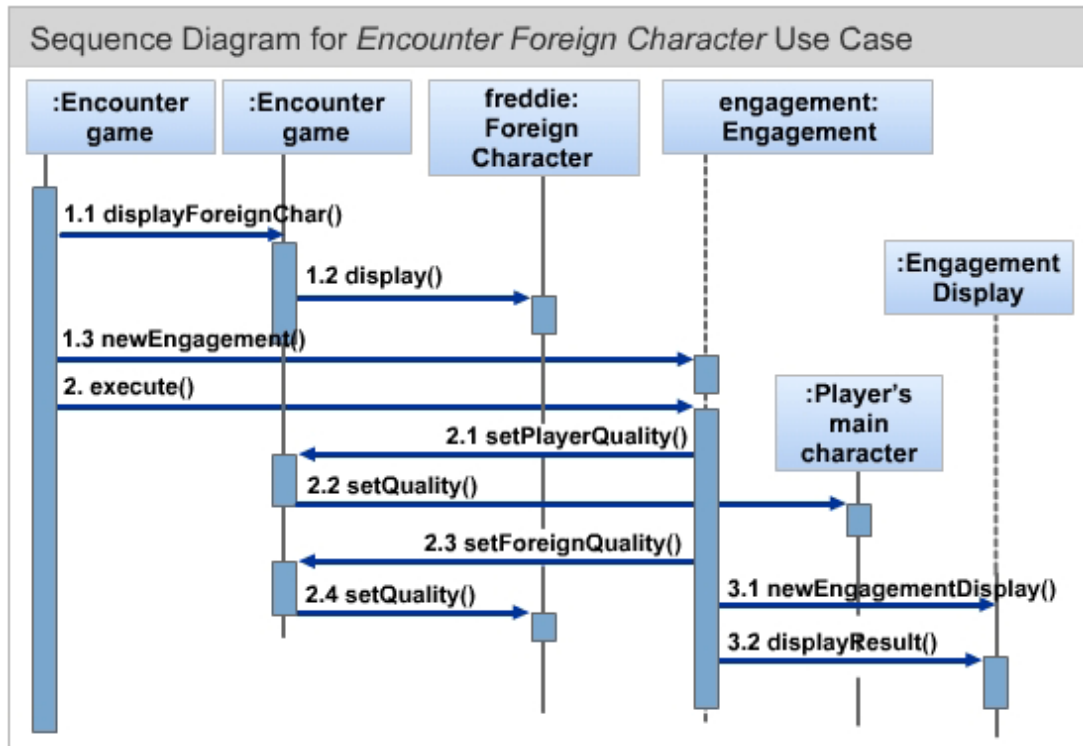 Sequence Diagram for Encounter Foreign Character Use Case
:Encounter
game
:Encounter
game
freddie:
Foreign
Character
engagement:
Engagement
1.1 displayForeignChar()
1.2 display()
:Engagement
Display
1.3 newEngagement()
2. execute()
:Player's
main
character
2.1 setPlayerQuality()
2.2 setQuality()
2.3 setForeignQuality()
2.4 setQuality()
3.1 newEngagementDisplay()
3.2 displayResult()